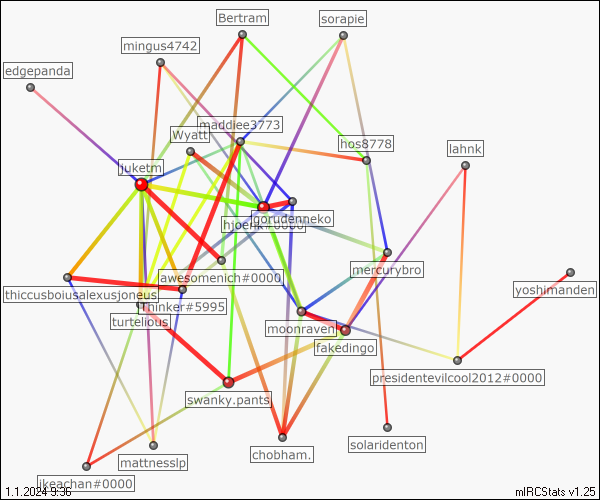 Bertram
sorapie
mingus4742
edgepanda
maddiee3773
Wyatt
hos8778
lahnk
juketm
gorudenneko
hjoenk#0000
mercurybro
awesomenich#0000
thiccusboiusalexusjoneus
yoshimanden
Thinker#5995
turtelious
moonraven
fakedingo
presidentevilcool2012#0000
swanky.pants.
solaridenton
chobham.
mattnesslp
ikeachan#0000
1.1.2024 9:36
mIRCStats v1.25